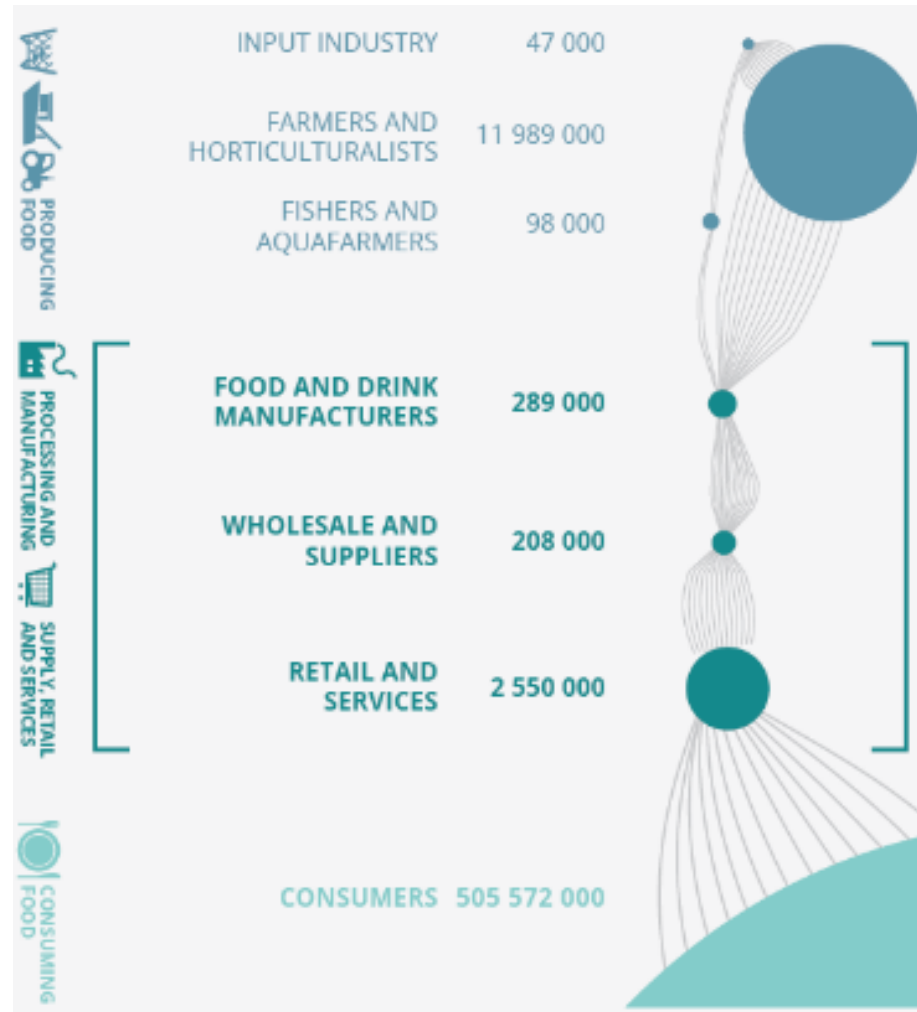 INPUT INDUSTRY 47 000
FARMERS AND
HORTICULTURALISTS 11 989 000
FISHERS AND
AQUAFARMERS 98 000
PRODUCING
FOOD
FOOD AND DRINK
MANUFACTURERS 289 000
PROCESSING AND
MANUFACTURING
WHOLESALE AND
SUPPLIERS 208 000
RETAIL AND
SERVICES 2 550 000
SUPPLY, RETAIL
AND SERVICES
CONSUMERS 505 572 000
CONSUMING
FOOD